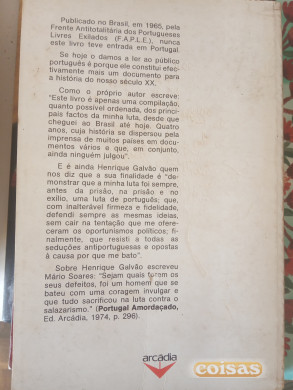 Publicado no Brasil, em 1965, pela
Frente Antitotalitária dos Portugueses
Livres Exilados (F.A.P.L.E.), nunca
este livro teve entrada em Portugal.
Se hoje o damos a ler ao público
português é porque ele constitui efec-
tivamente mais um documento para
a história do nosso século XX.
Como o próprio autor escreve:
"Este livro é apenas uma compilação,
quanto possível ordenada, dos princi-
pais factos da minha luta, desde que
cheguei ao Brasil até hoje. Quatro
anos, cuja história se dispersou pela
imprensa de muitos países em docu-
mentos vários e que, em conjunto,
ainda ninguém julgou".
E é ainda Henrique Galvão quem
nos diz que a sua finalidade é "de-
monstrar que a minha luta foi sempre,
antes da prisão, na prisão e no
exílio, uma luta de português; que,
com inalterável firmeza e fidelidade,
defendi sempre as mesmas ideias,
sem cair na tentação que me ofere-
ceram os oportunismos políticos; fi-
nalmente, que resisti a todas as
seduções antiportuguesas e opostas
à causa por que me bato".
Sobre Henrique Galvão escreveu
Mário Soares: "Sejam quais forem os
seus defeitos, foi um homem que se
bateu com uma coragem invulgar e
que tudo sacrificou na luta contra o
salazarismo." (Portugal Amordaçado,
Ed. Arcádia, 1974, p. 296).
arcádia
coisas